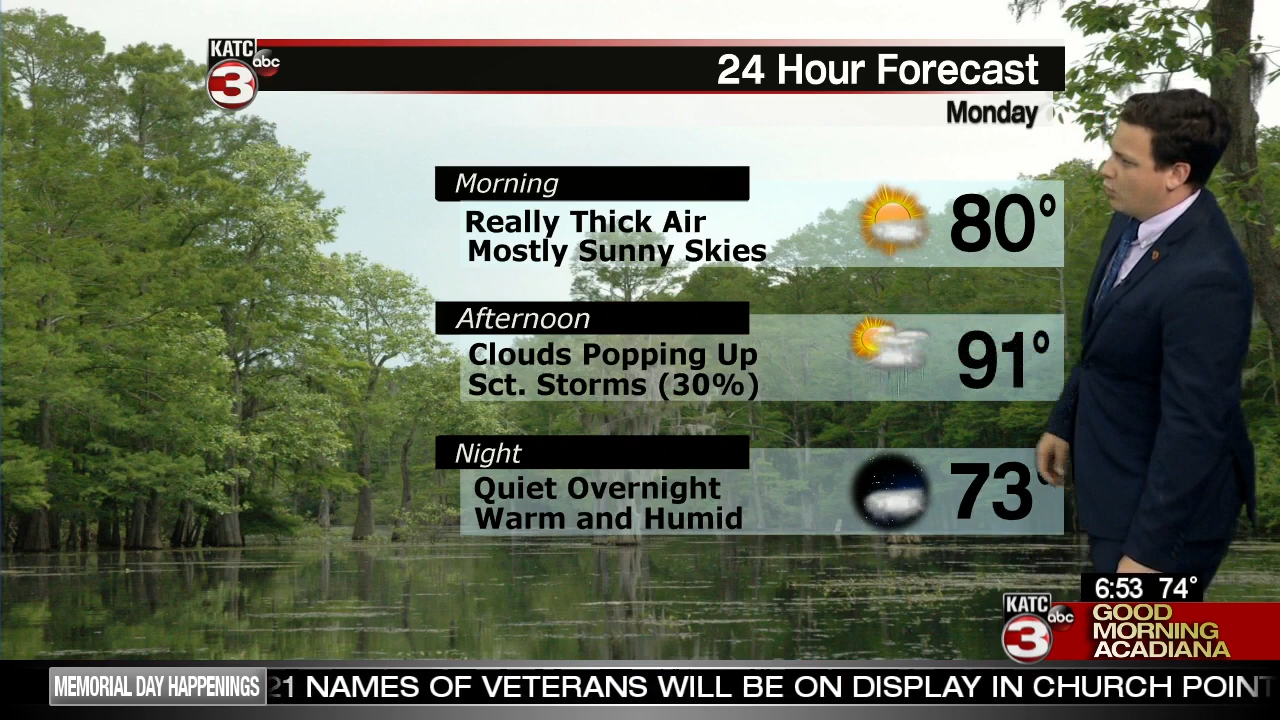 KATC
abc
3
24 Hour Forecast
Monday
Morning
Really Thick Air
Mostly Sunny Skies
80°
Afternoon
Clouds Popping Up
Sct. Storms (30%)
91°
Night
Quiet Overnight
Warm and Humid
73°
6:53 74°
KATC
abc
3
GOOD
MORNING
ACADIANA
MEMORIAL DAY HAPPENINGS
21 NAMES OF VETERANS WILL BE ON DISPLAY IN CHURCH POINT